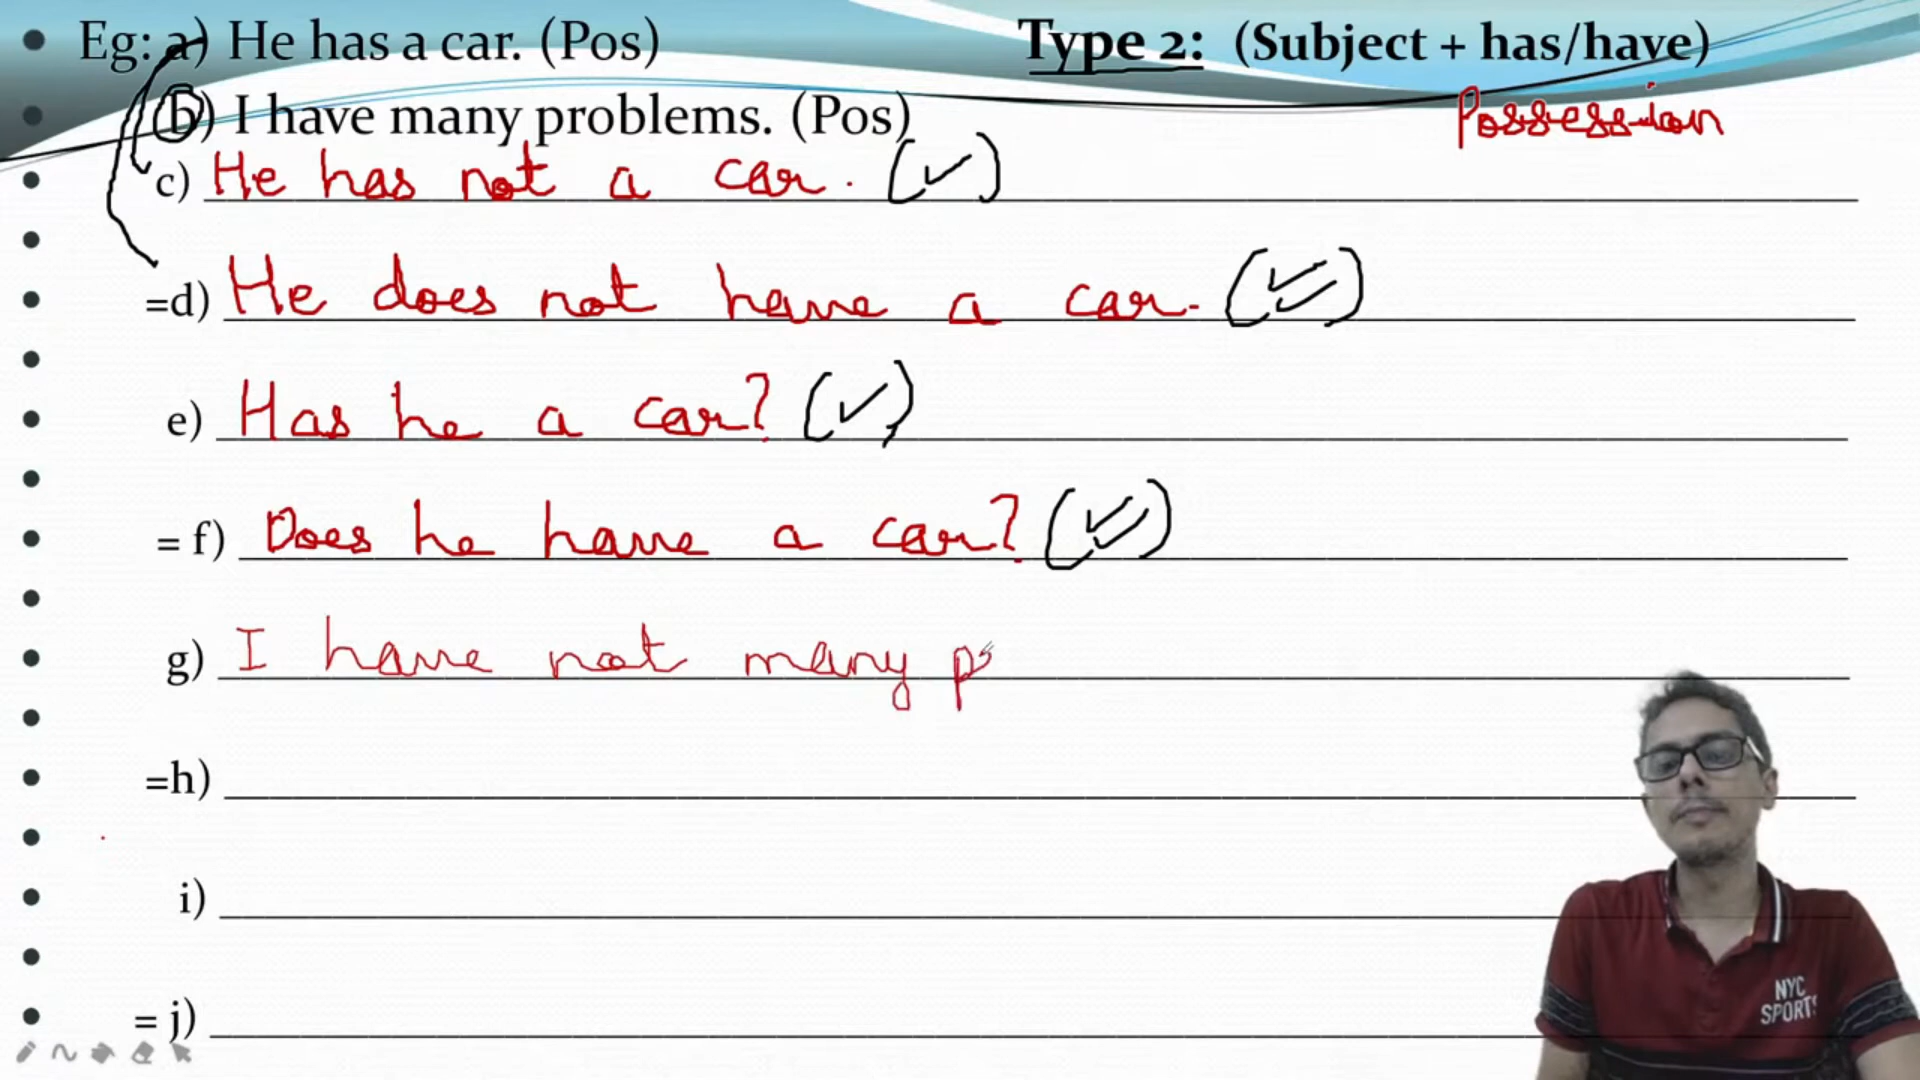 Eg: a) He has a car. (Pos)
Type 2: (Subject + has/have)
Possession
b) I have many problems. (Pos)
c) He has not a car. (✓)
=d) He does not have a car. (✓✓)
e) Has he a car? (✓)
= f) Does he have a car? (✓✓)
g) I have not many
=h)
i)
= j)
NYC
SPORTS